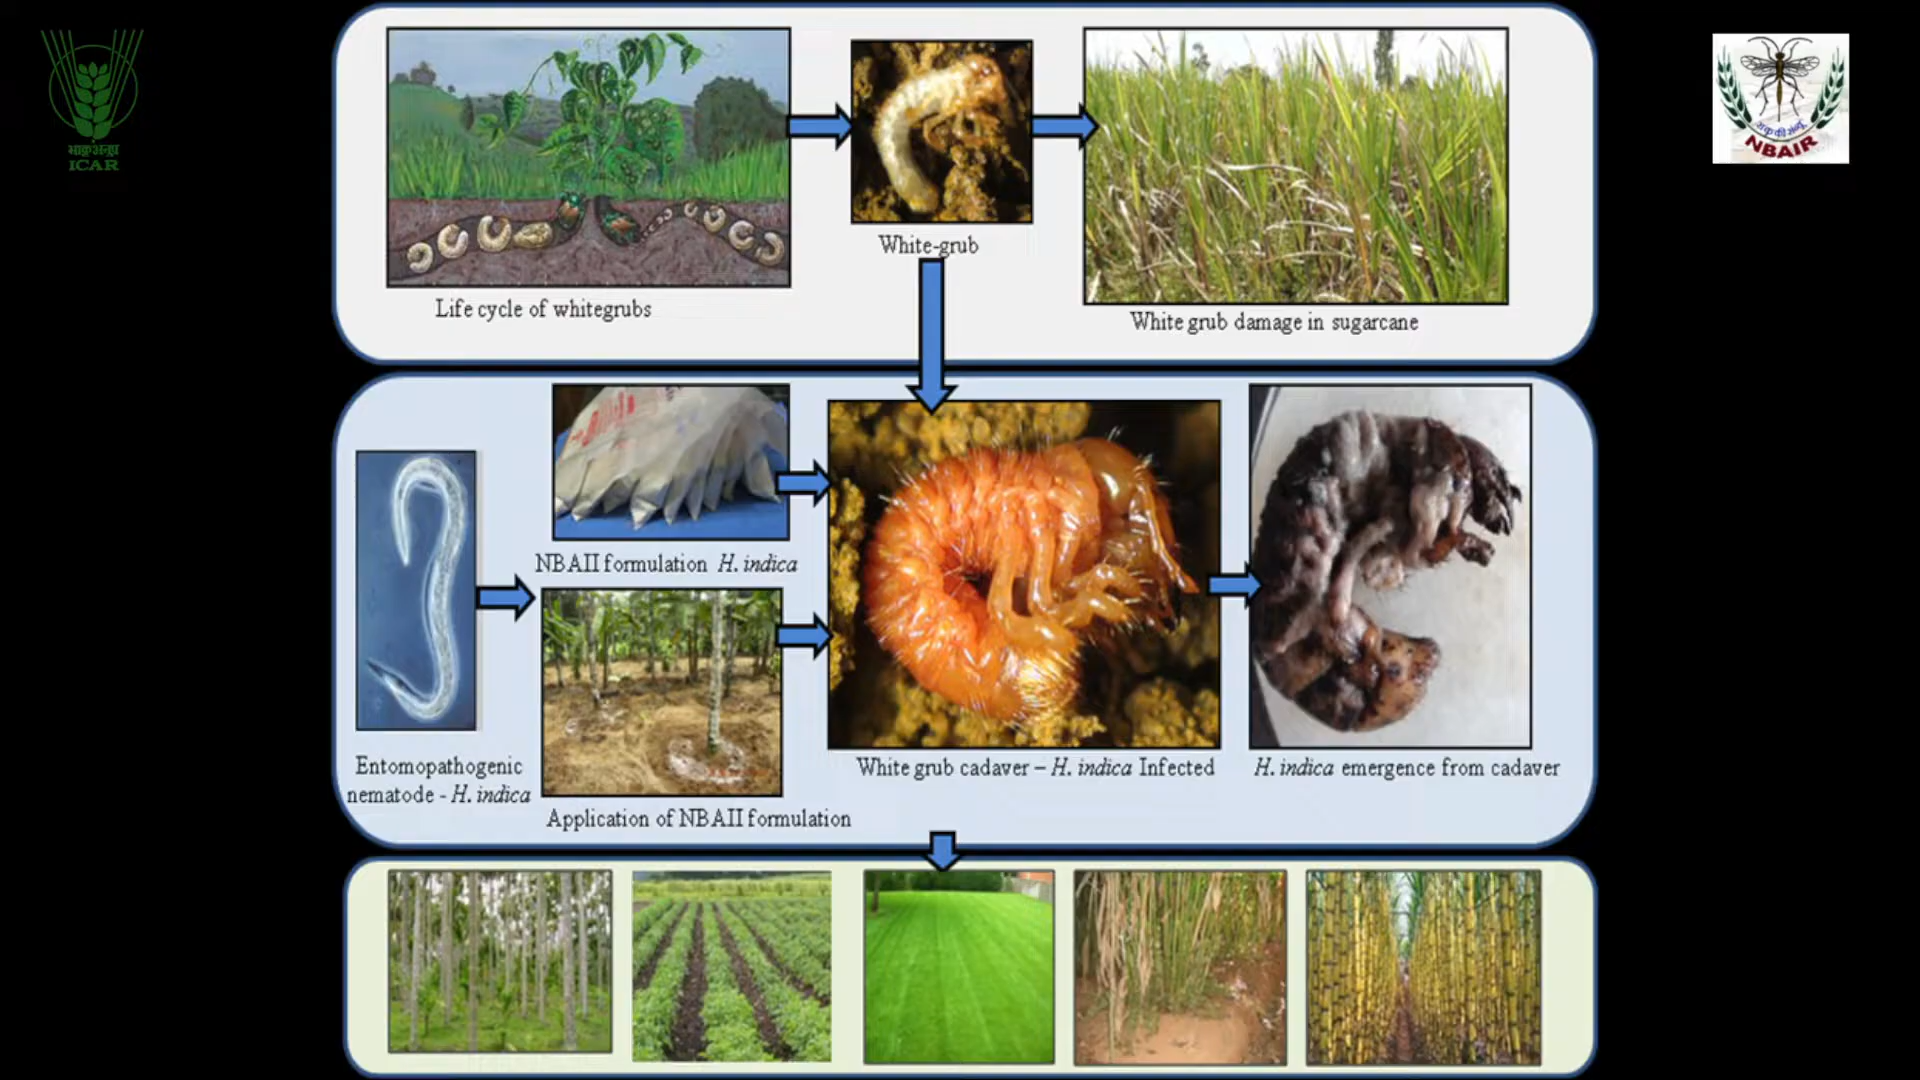 भाकृअनुप
ICAR
NBAIR
White-grub
Life cycle of whitegrubs
White grub damage in sugarcane
NBAII formulation H. indica
Entomopathogenic
nematode - H. indica
Application of NBAII formulation
White grub cadaver – H. indica Infected
H. indica emergence from cadaver